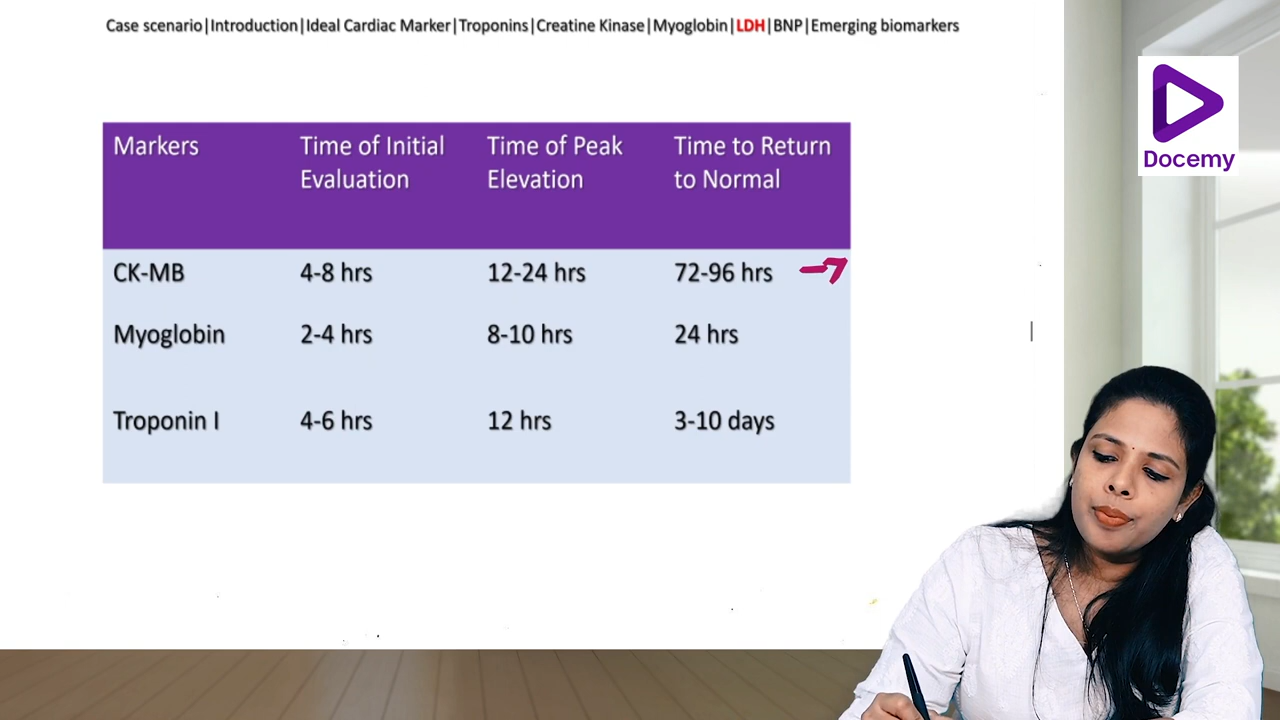 Case scenario|Introduction|Ideal Cardiac Marker|Troponins|Creatine Kinase|Myoglobin|LDH|BNP|Emerging biomarkers
Docemy
Markers
Time of Initial
Evaluation
Time of Peak
Elevation
Time to Return
to Normal
CK-MB 4-8 hrs 12-24 hrs 72-96 hrs
Myoglobin 2-4 hrs 8-10 hrs 24 hrs
Troponin I 4-6 hrs 12 hrs 3-10 days